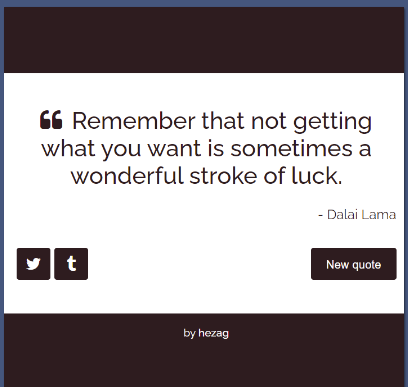 Remember that not getting
what you want is sometimes a
wonderful stroke of luck.
- Dalai Lama
New quote
by hezag